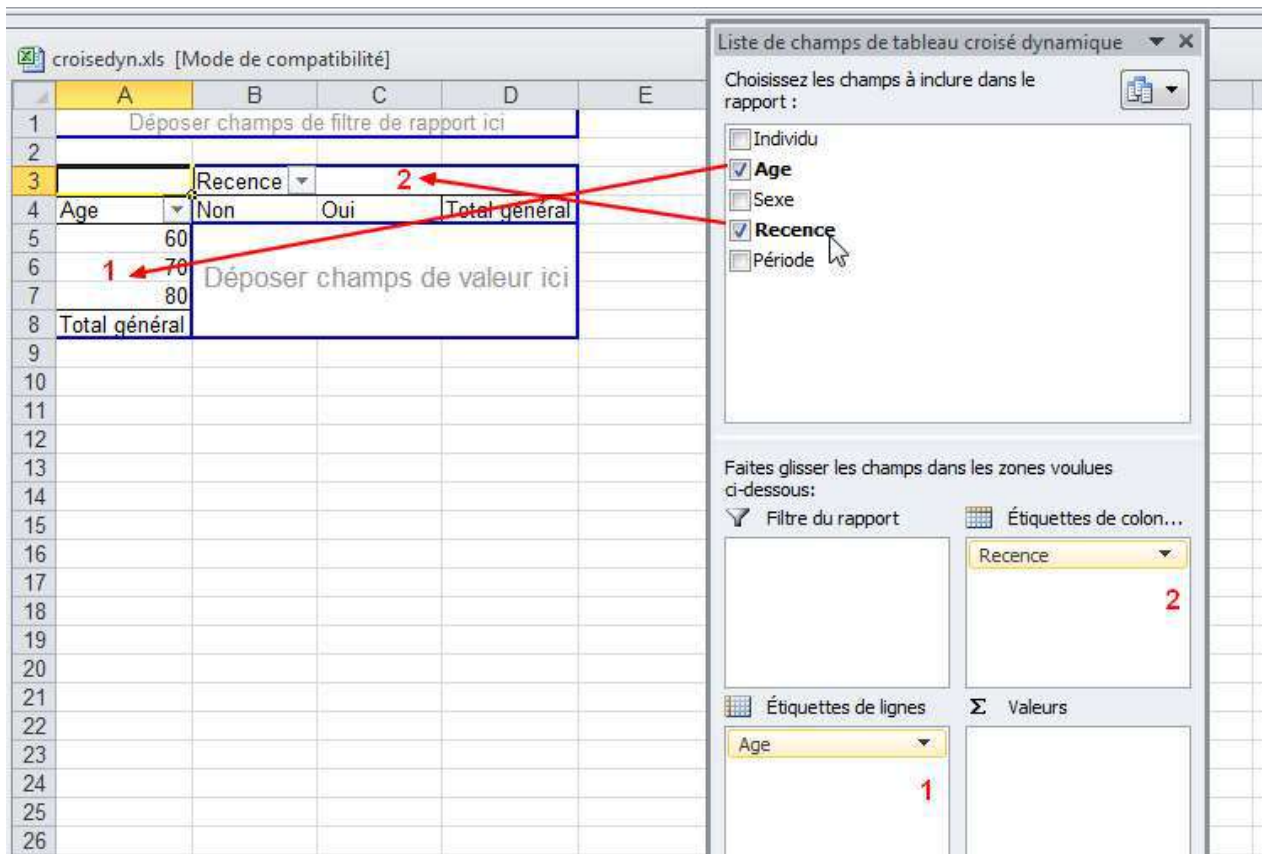 croisedyn.xls [Mode de compatibilité]
A B C D E
1 Déposer champs de filtre de rapport ici
2
3 Recence 2
4 Age Non Oui Total général
5 60
6 1 70 Déposer champs de valeur ici
7 80
8 Total général
9
10
11
12
13
14
15
16
17
18
19
20
21
22
23
24
25
26
Liste de champs de tableau croisé dynamique
Choisissez les champs à inclure dans le
rapport :
Individu
Age
Sexe
Recence
Période
Faites glisser les champs dans les zones voulues
ci-dessous:
Filtre du rapport
Étiquettes de colon...
Recence
2
Étiquettes de lignes
Σ Valeurs
Age
1